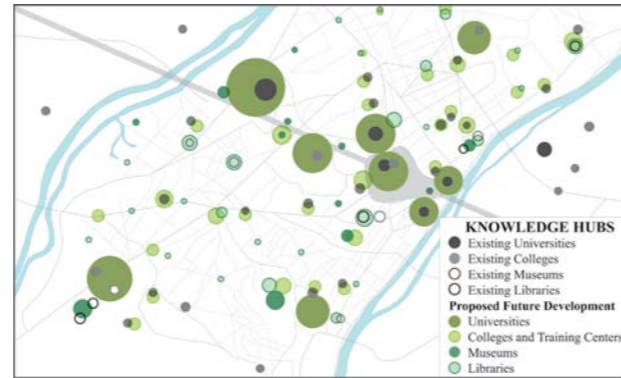 KNOWLEDGE HUBS
Existing Universities
Existing Colleges
Existing Museums
Existing Libraries
Proposed Future Development
Universities
Colleges and Training Centers
Museums
Libraries